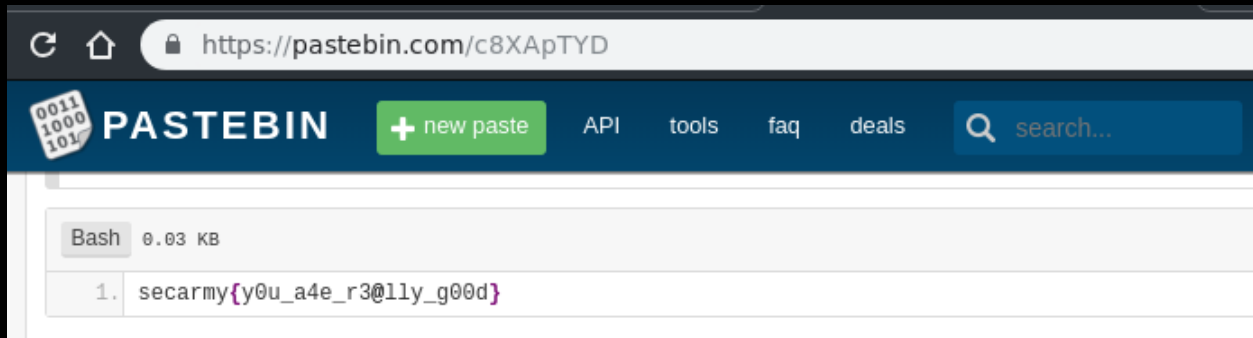 https://pastebin.com/c8XApTYD
0011
1000
101
PASTEBIN + new paste API tools faq deals search...
Bash 0.03 KB
1. secarmy{y0u_a4e_r3@lly_g00d}